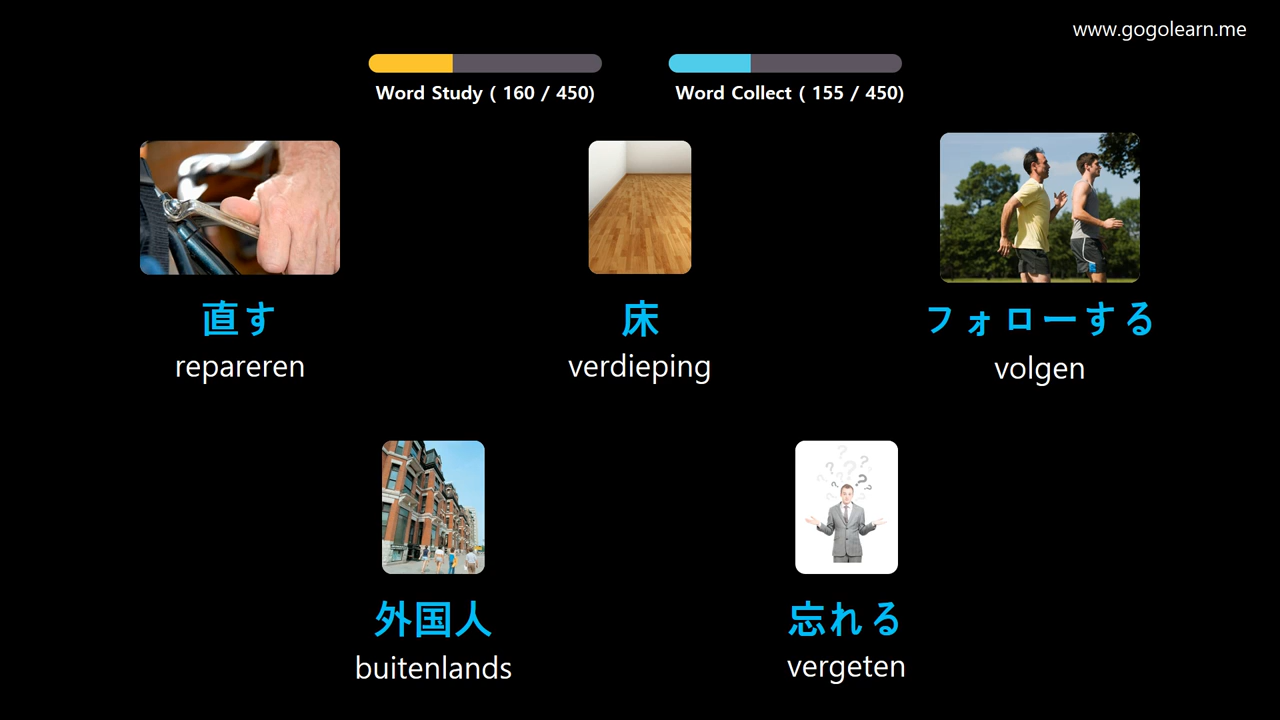 www.gogolearn.me
Word Study ( 160 / 450)
Word Collect ( 155 / 450)
直す
repareren
床
verdieping
フォローする
volgen
外国人
buitenlands
忘れる
vergeten